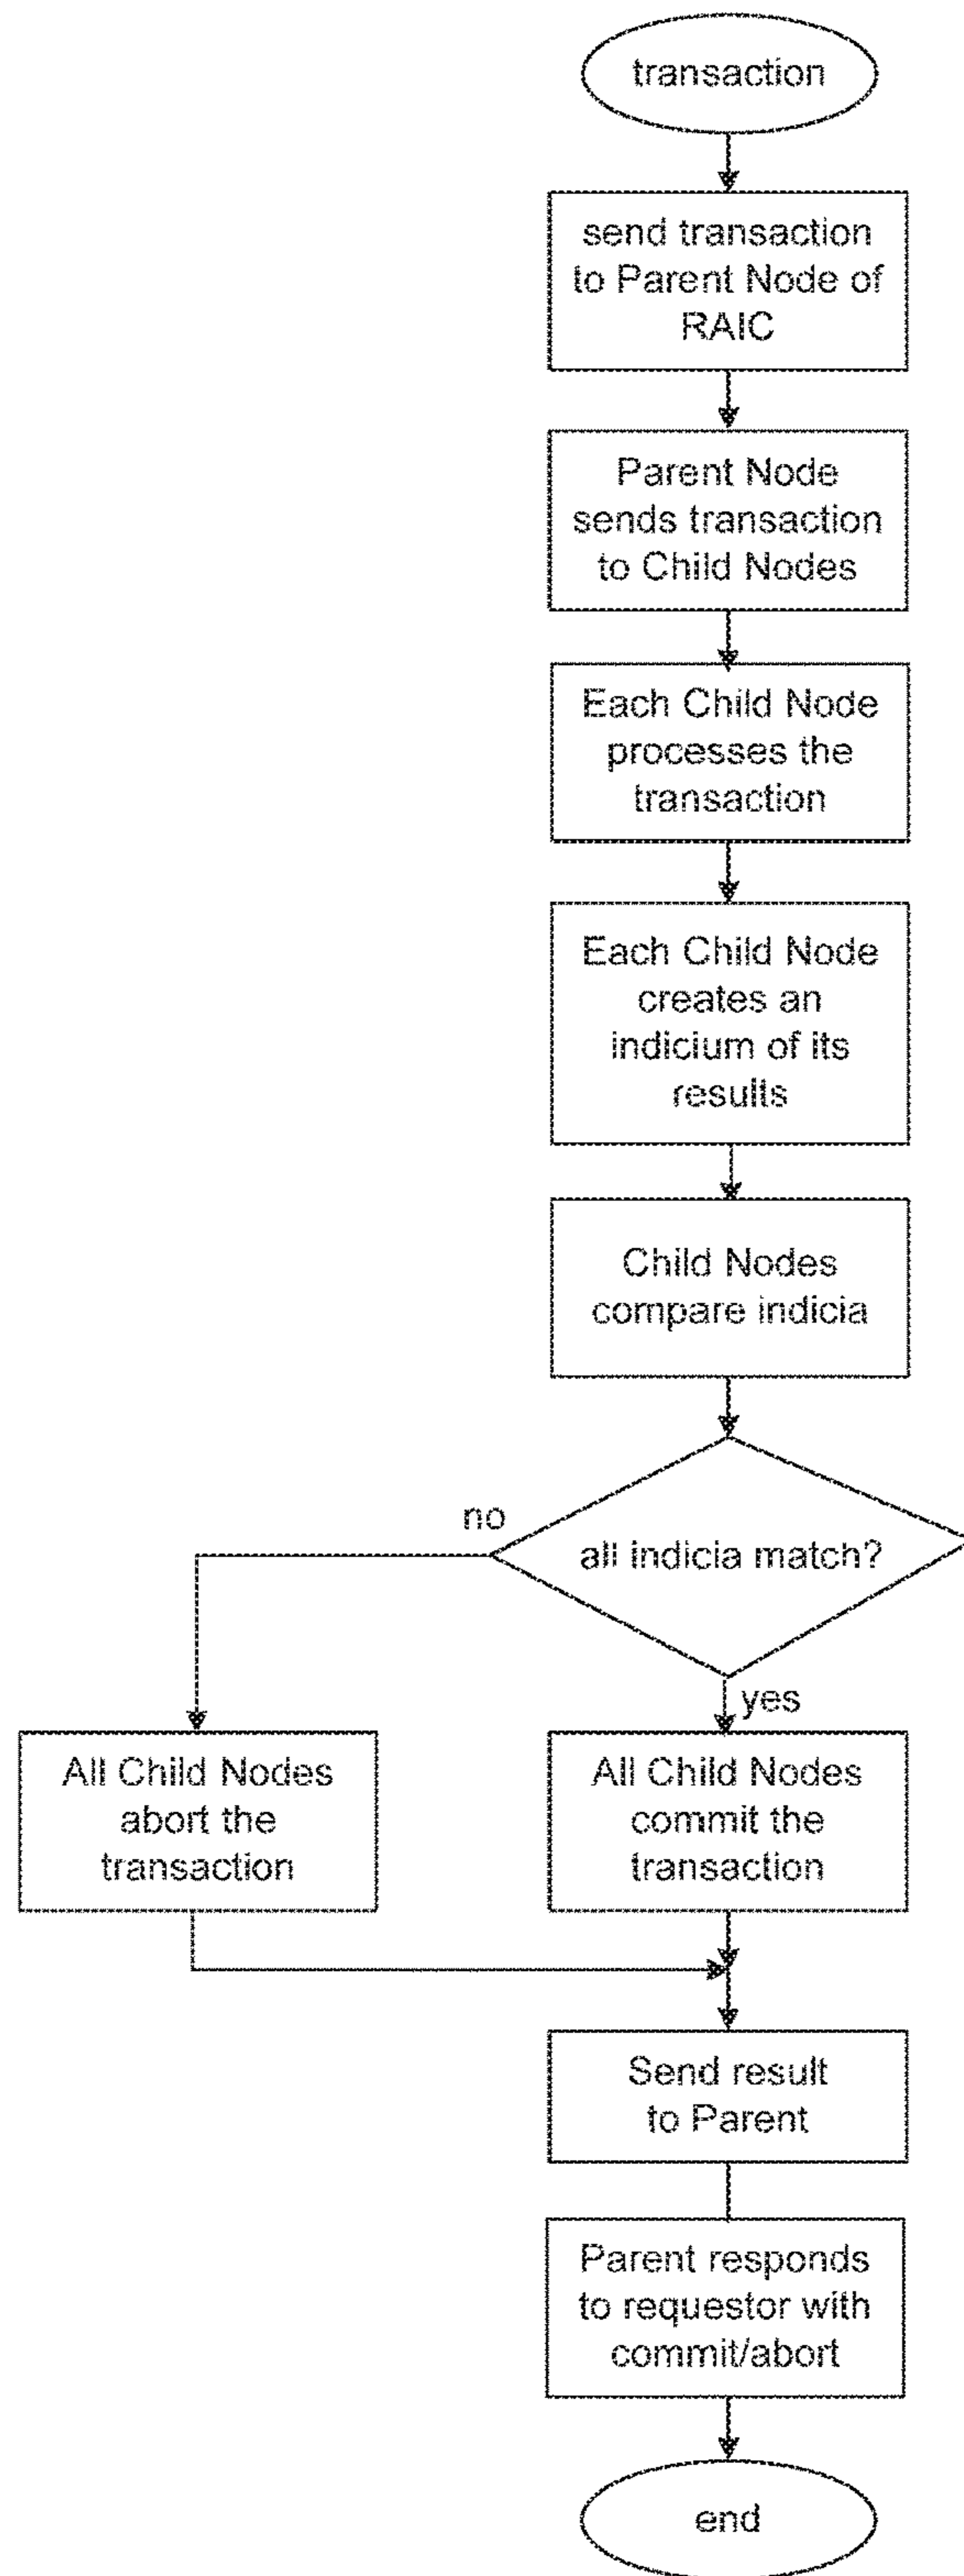 transaction
send transaction
to Parent Node of
RAIC
Parent Node
sends transaction
to Child Nodes
Each Child Node
processes the
transaction
Each Child Node
creates an
indicium of its
results
Child Nodes
compare indicia
no
all indicia match?
yes
All Child Nodes
abort the
transaction
All Child Nodes
commit the
transaction
Send result
to Parent
Parent responds
to requestor with
commit/abort
end